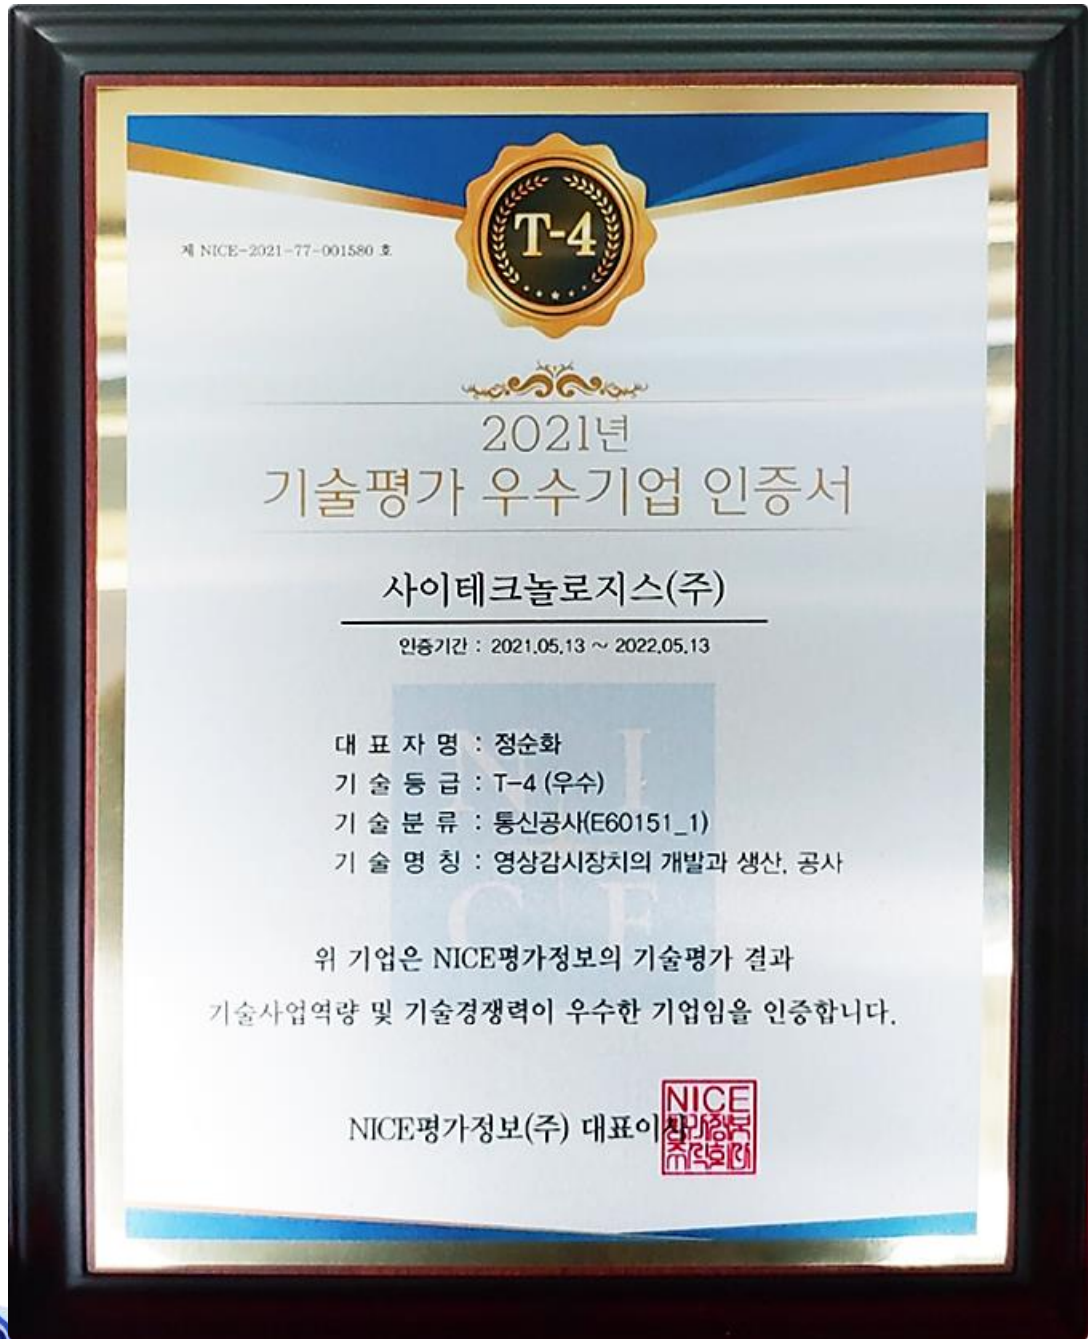 T-4
제 NICE-2021-77-001580 호
2021년
기술평가 우수기업 인증서
사이테크놀로지스(주)
인증기간 : 2021.05.13 ~ 2022.05.13
대 표 자 명 : 정순화
기 술 등 급 : T-4 (우수)
기 술 분 류 : 통신공사(E60151_1)
기 술 명 칭 : 영상감시장치의 개발과 생산, 공사
N I
C E
위 기업은 NICE평가정보의 기술평가 결과
기술사업역량 및 기술경쟁력이 우수한 기업임을 인증합니다.
NICE평가정보(주) 대표이사
NICE